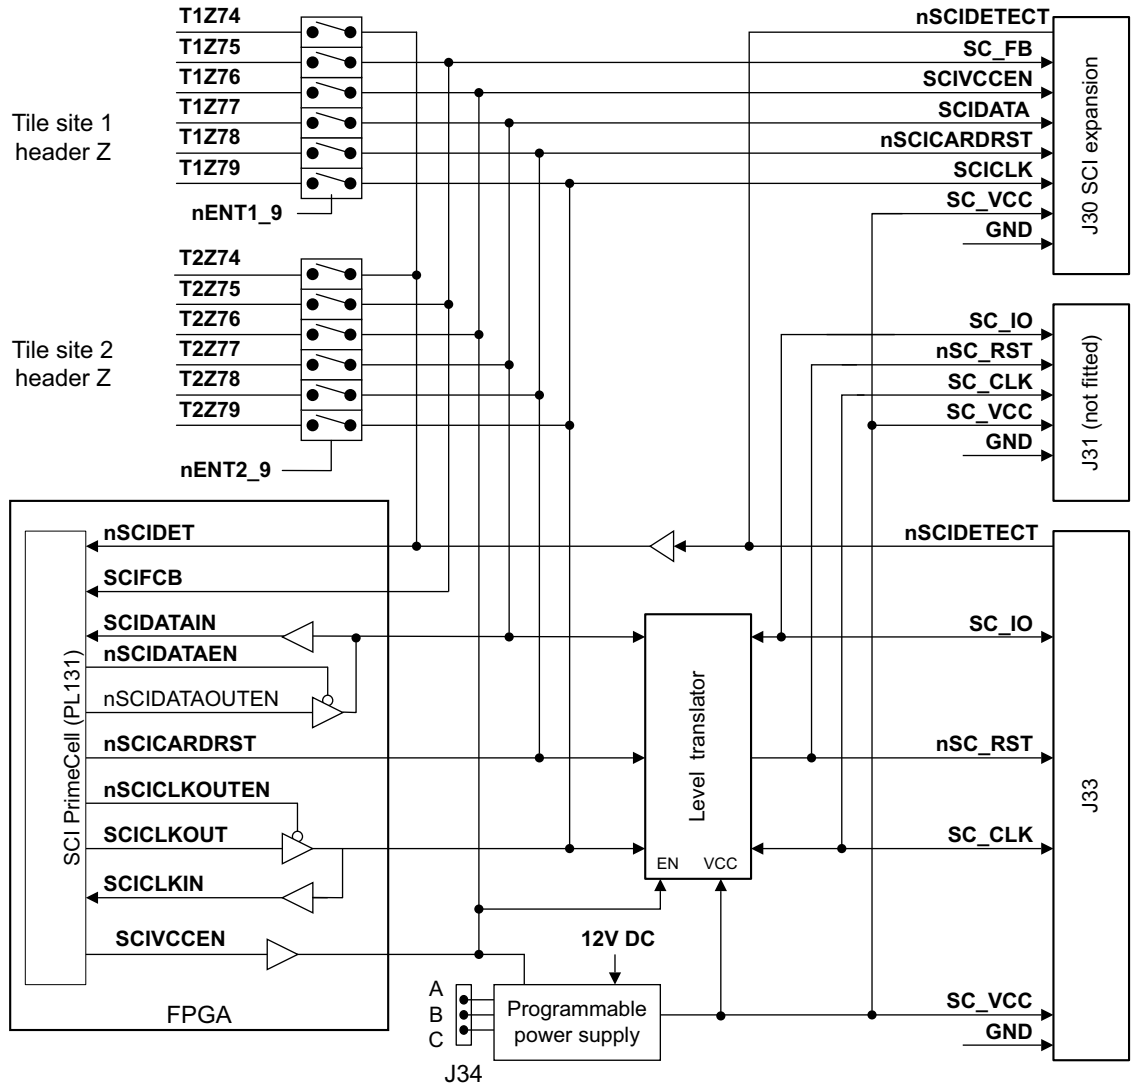 T1Z74
T1Z75
T1Z76
T1Z77
T1Z78
T1Z79
Tile site 1
header Z
nENT1_9
nSCIDETECT
SC_FB
SCIVCCEN
SCIDATA
nSCICARDRST
SCICLK
SC_VCC
GND
J30 SCI expansion
T2Z74
T2Z75
T2Z76
T2Z77
T2Z78
T2Z79
Tile site 2
header Z
nENT2_9
SC_IO
nSC_RST
SC_CLK
SC_VCC
GND
J31 (not fitted)
nSCIDET
SCIFCB
SCIDATAIN
nSCIDATAEN
nSCIDATAOUTEN
nSCICARDRST
nSCICLKOUTEN
SCICLKOUT
SCICLKIN
SCIVCCEN
SCI PrimeCell (PL131)
FPGA
Level translator
EN
VCC
12V DC
A
B
C
J34
Programmable
power supply
nSCIDETECT
SC_IO
nSC_RST
SC_CLK
SC_VCC
GND
J33